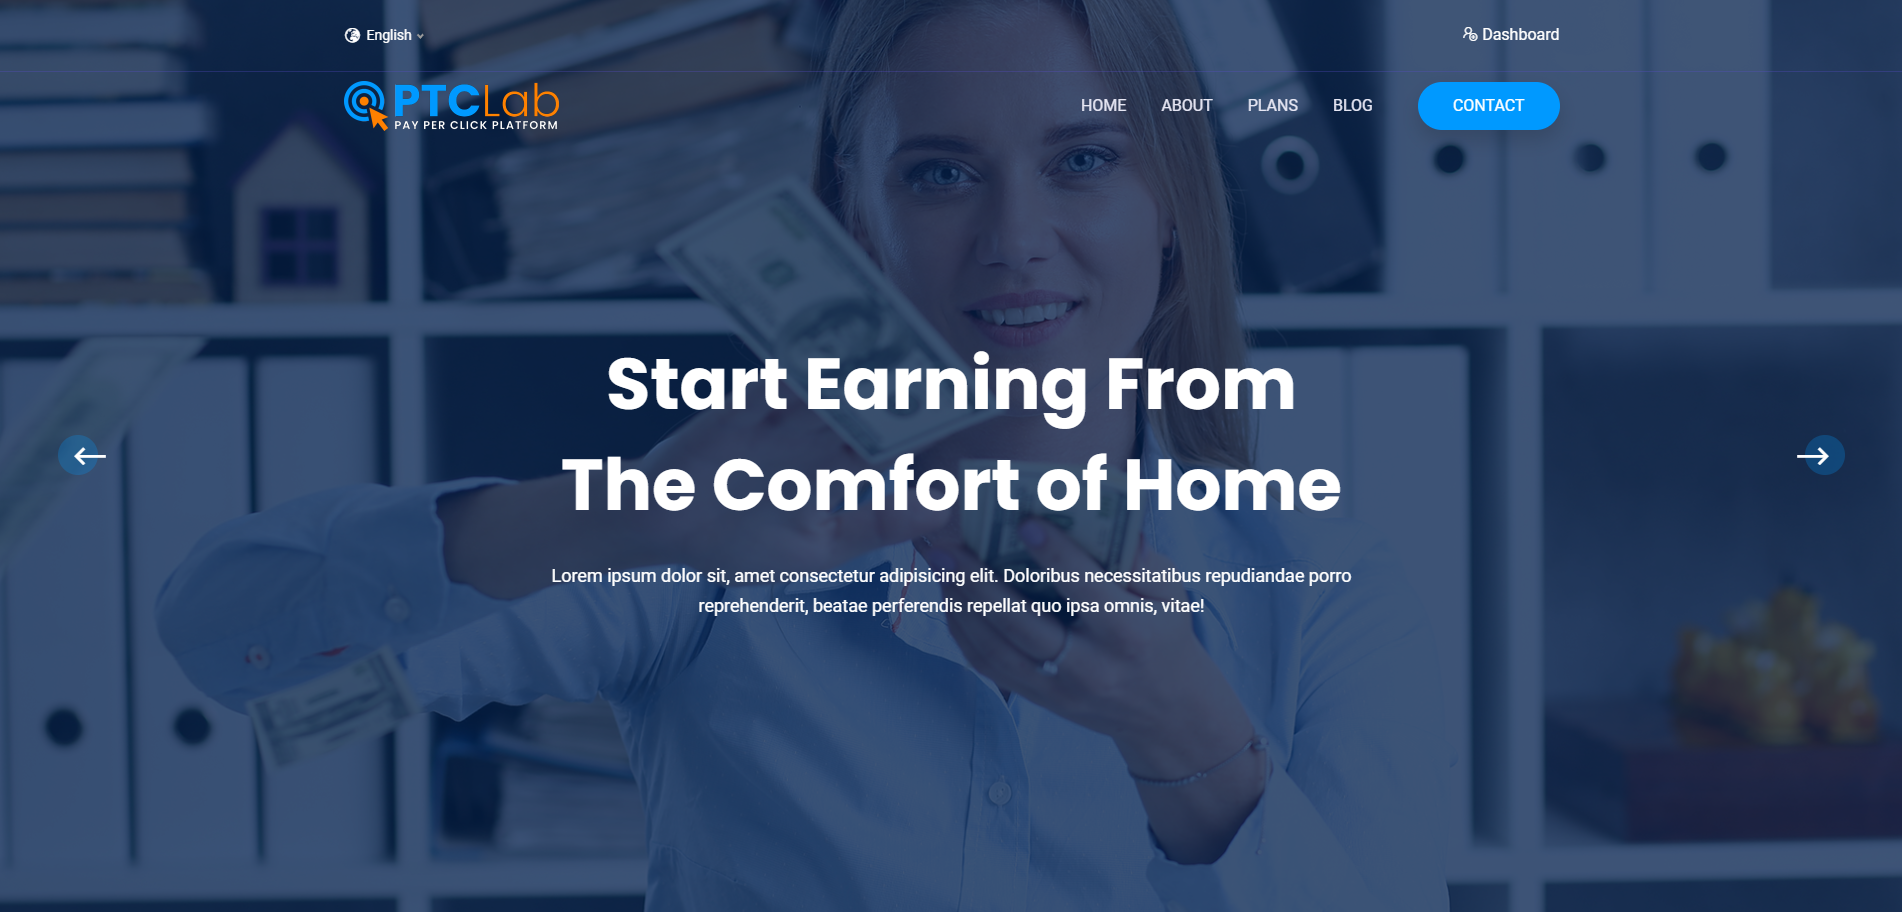 English
Dashboard
PTCLab
PAY PER CLICK PLATFORM
HOME ABOUT PLANS BLOG CONTACT
Start Earning From
The Comfort of Home
Lorem ipsum dolor sit, amet consectetur adipisicing elit. Doloribus necessitatibus repudiandae porro
reprehenderit, beatae perferendis repellat quo ipsa omnis, vitae!